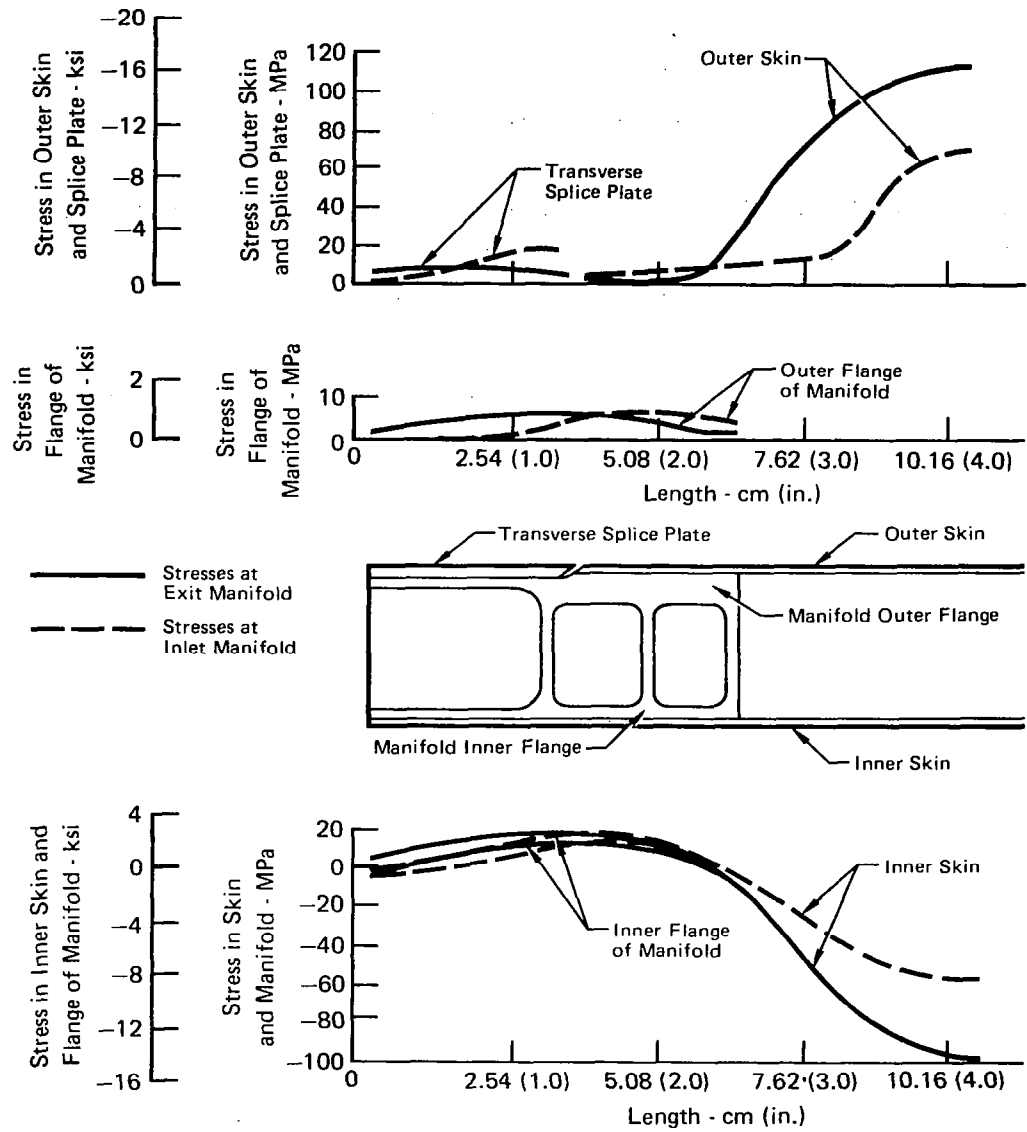 Stress in Outer Skin
and Splice Plate - ksi
−20
−16
−12
−8
−4
0
Stress in Outer Skin
and Splice Plate - MPa
120
100
80
60
40
20
0
Outer Skin
Transverse
Splice Plate
Stress in
Flange of
Manifold - ksi
2
0
Stress in
Flange of
Manifold - MPa
10
0
Outer Flange
of Manifold
0
2.54 (1.0)
5.08 (2.0)
7.62 (3.0)
10.16 (4.0)
Length - cm (in.)
Stresses at
Exit Manifold
Stresses at
Inlet Manifold
Transverse Splice Plate
Outer Skin
Manifold Outer Flange
Manifold Inner Flange
Inner Skin
Stress in Inner Skin and
Flange of Manifold - ksi
4
0
−4
−8
−12
−16
Stress in Skin
and Manifold - MPa
20
0
−20
−40
−60
−80
−100
Inner Skin
Inner Flange
of Manifold
0
2.54 (1.0)
5.08 (2.0)
7.62 (3.0)
10.16 (4.0)
Length - cm (in.)